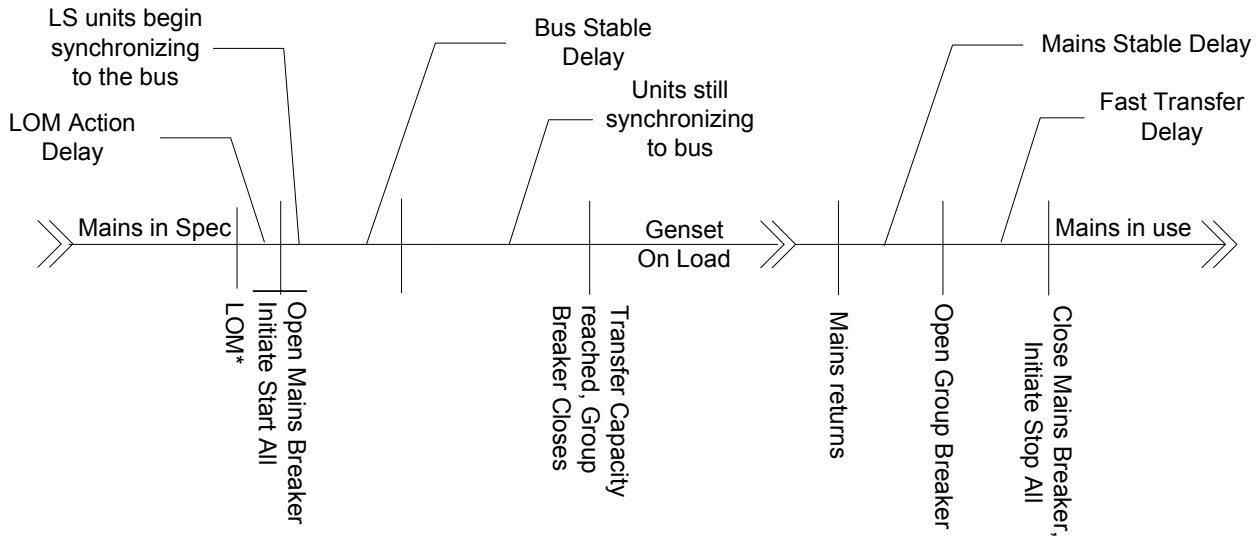 LS units begin
synchronizing
to the bus
LOM Action
Delay
Bus Stable
Delay
Units still
synchronizing
to bus
Mains Stable Delay
Fast Transfer
Delay
Mains in Spec
Genset
On Load
Mains in use
LOM*
Open Mains Breaker
Initiate Start All
Transfer Capacity
reached, Group
Breaker Closes
Mains returns
Open Group Breaker
Close Mains Breaker,
Initiate Stop All